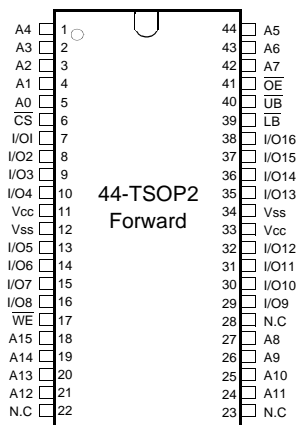 A4 1 44 A5
A3 2 43 A6
A2 3 42 A7
A1 4 41 OE
A0 5 40 UB
CS 6 39 LB
I/OI 7 38 I/O16
I/O2 8 37 I/O15
I/O3 9 36 I/O14
I/O4 10 35 I/O13
Vcc 11 34 Vss
Vss 12 33 Vcc
I/O5 13 32 I/O12
I/O6 14 31 I/O11
I/O7 15 30 I/O10
I/O8 16 29 I/O9
WE 17 28 N.C
A15 18 27 A8
A14 19 26 A9
A13 20 25 A10
A12 21 24 A11
N.C 22 23 N.C
44-TSOP2
Forward